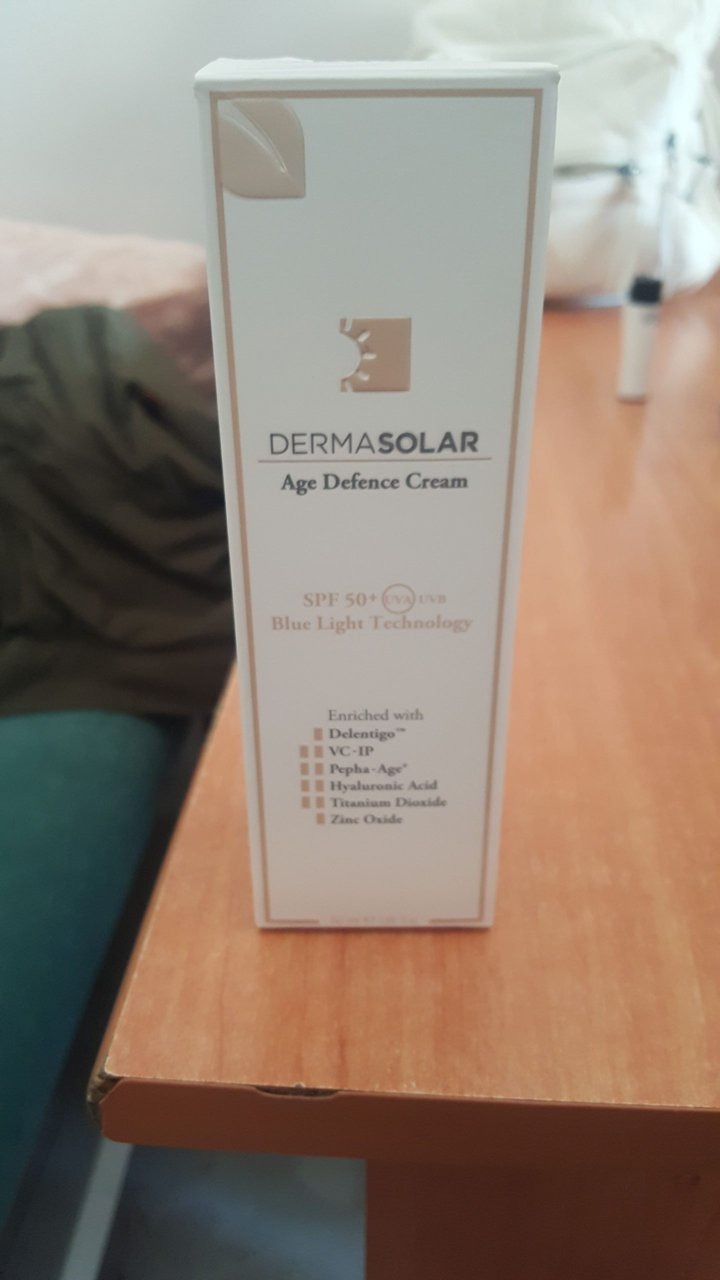 DERMASOLAR
Age Defence Cream
SPF 50+ UVA UVB
Blue Light Technology
Enriched with
Delentigo™
VC-IP
Pepha-Age®
Hyaluronic Acid
Titanium Dioxide
Zinc Oxide